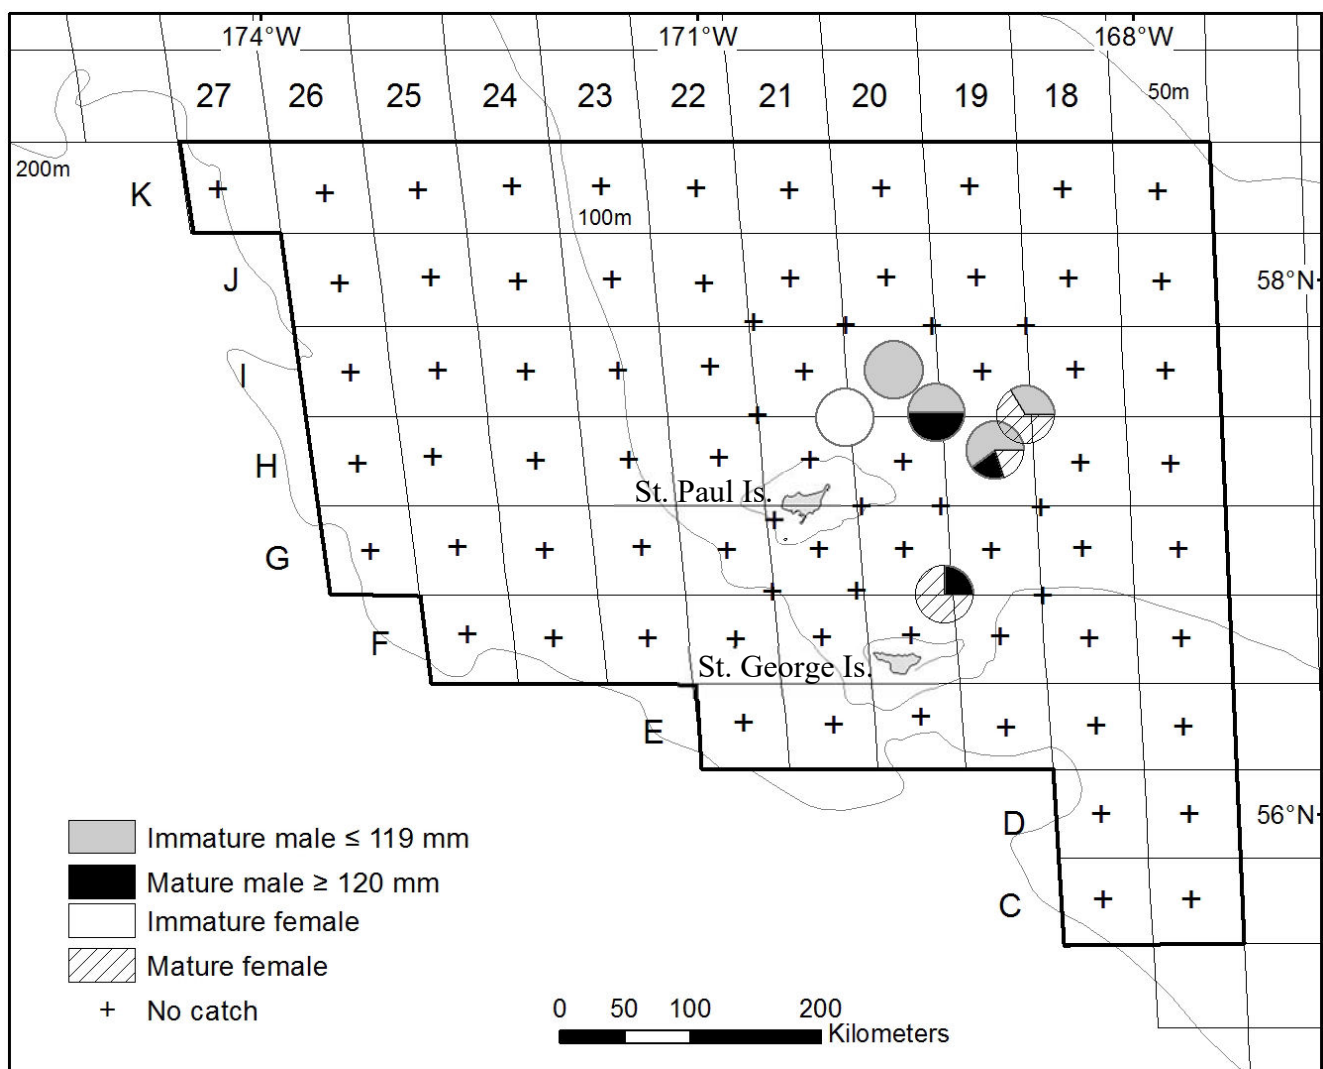 174°W 171°W 168°W
27 26 25 24 23 22 21 20 19 18 50m
200m
K
100m
J 58°N
I
H
St. Paul Is.
G
F
St. George Is.
E
D 56°N
C
Immature male ≤ 119 mm
Mature male ≥ 120 mm
Immature female
Mature female
+ No catch
0 50 100 200
Kilometers